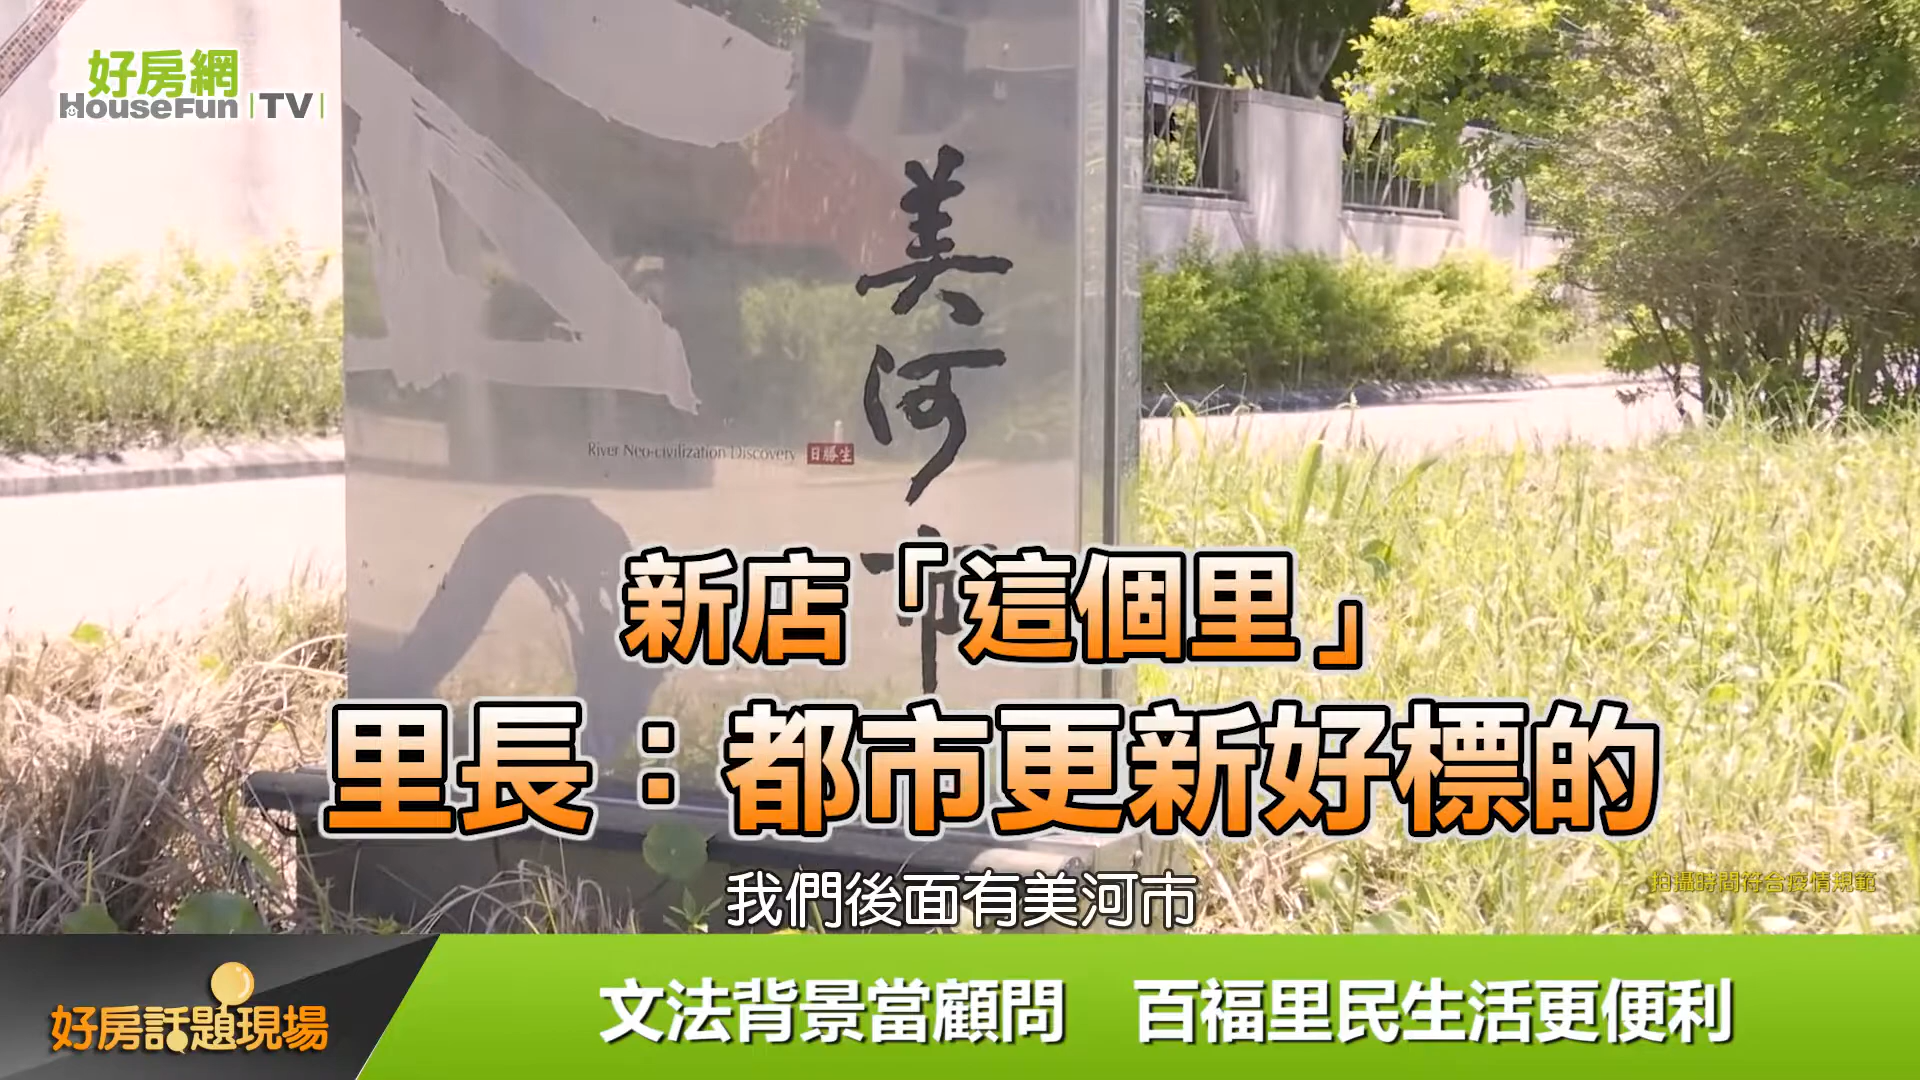 好房網
HouseFun TV
美河市
River Neo-civilization Discovery 日勝生
新店「這個里」
里長：都市更新好標的
我們後面有美河市
拍攝時間符合疫情規範
好房話題現場
文法背景當顧問 百福里民生活更便利